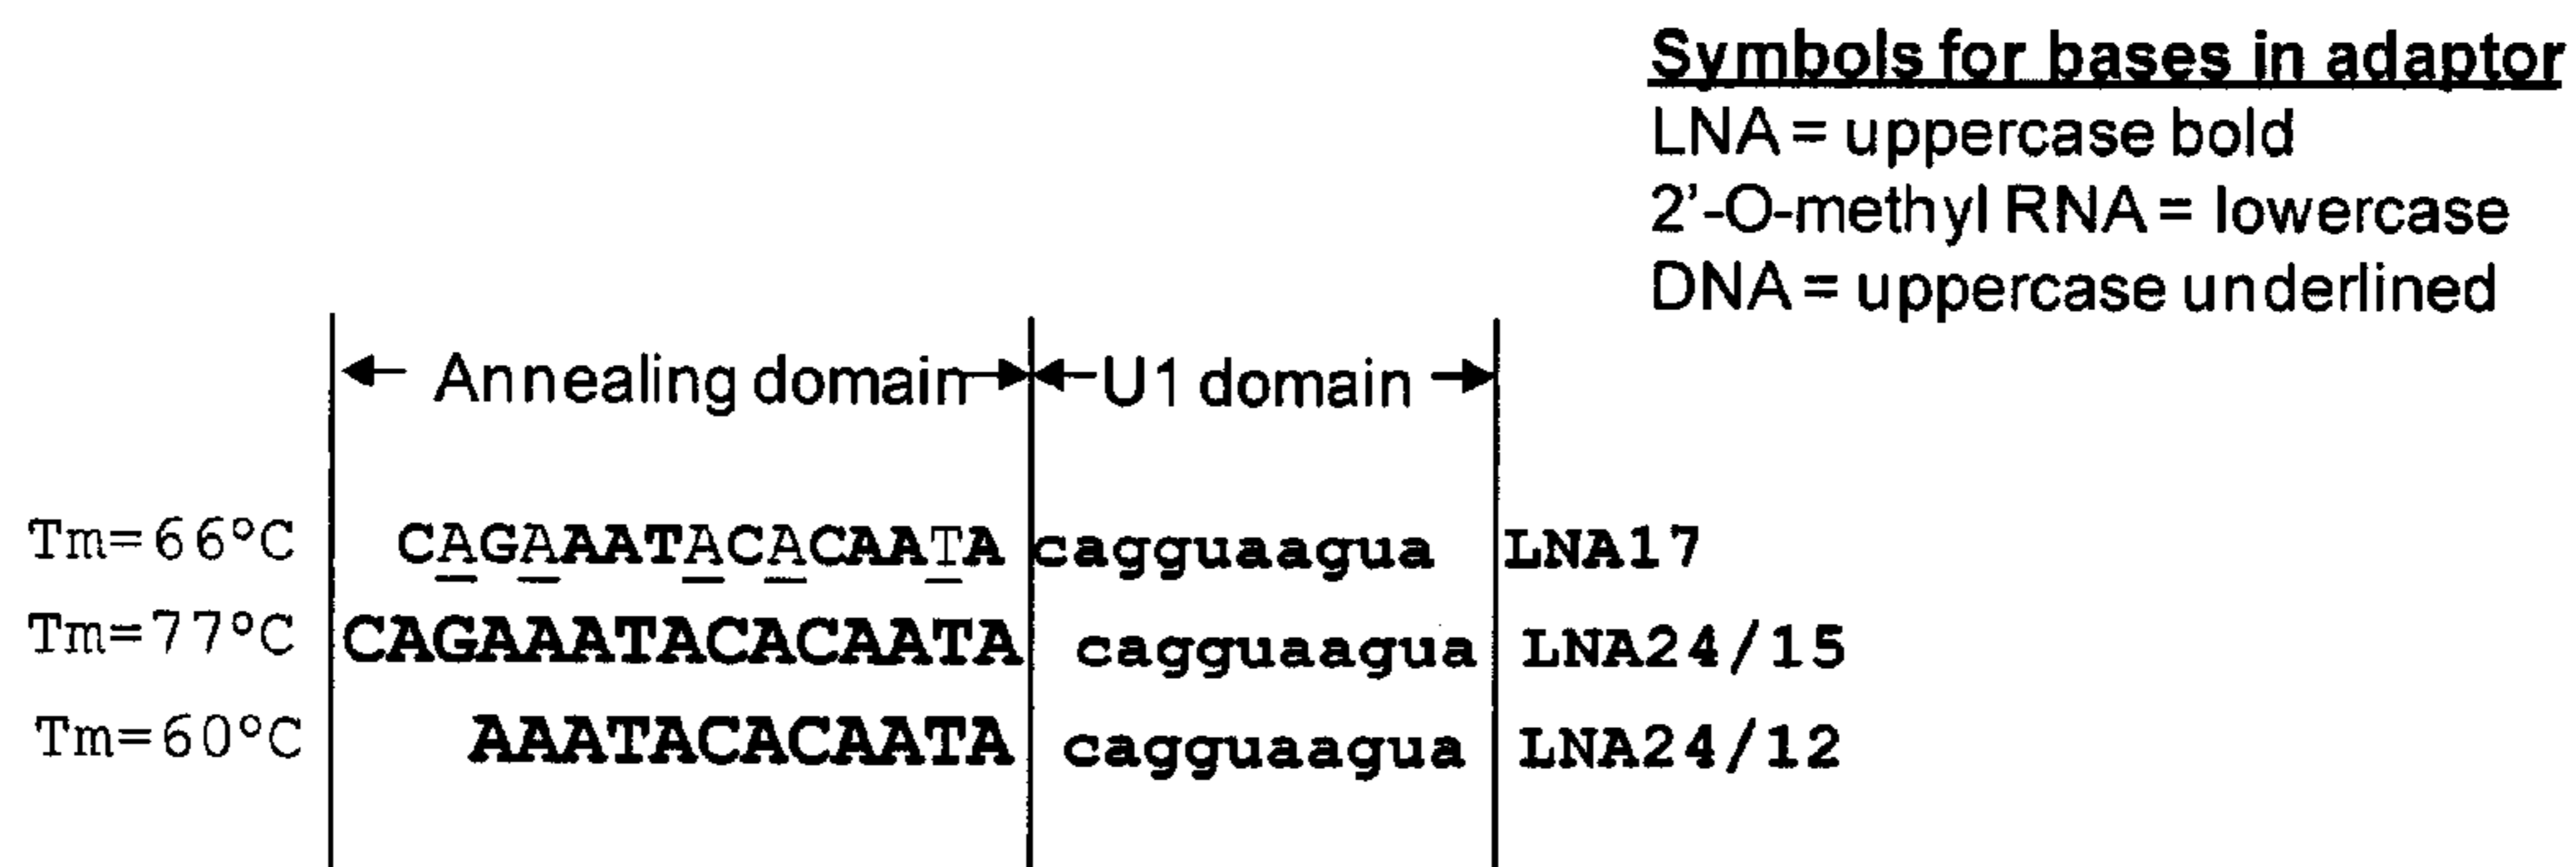 Symbols for bases in adaptor
LNA = uppercase bold
2'-O-methyl RNA = lowercase
DNA = uppercase underlined
Annealing domain U1 domain
Tm=66°C CAGAAATACACAATA cagguaagua LNA17
Tm=77°C CAGAAATACACAATA cagguaagua LNA24/15
Tm=60°C AAATACACAATA cagguaagua LNA24/12